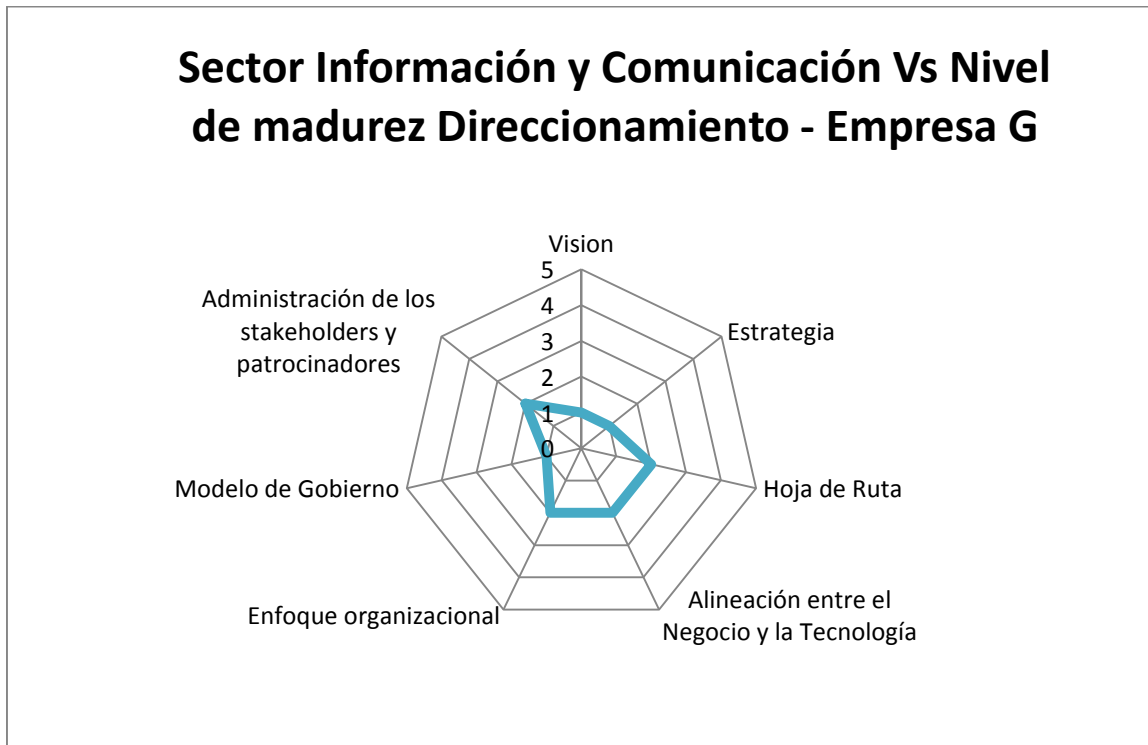 Sector Información y Comunicación Vs Nivel
de madurez Direccionamiento - Empresa G
Vision
5
4
3
2
1
0
Administración de los
stakeholders y
patrocinadores
Estrategia
Modelo de Gobierno
Hoja de Ruta
Enfoque organizacional
Alineación entre el
Negocio y la Tecnología